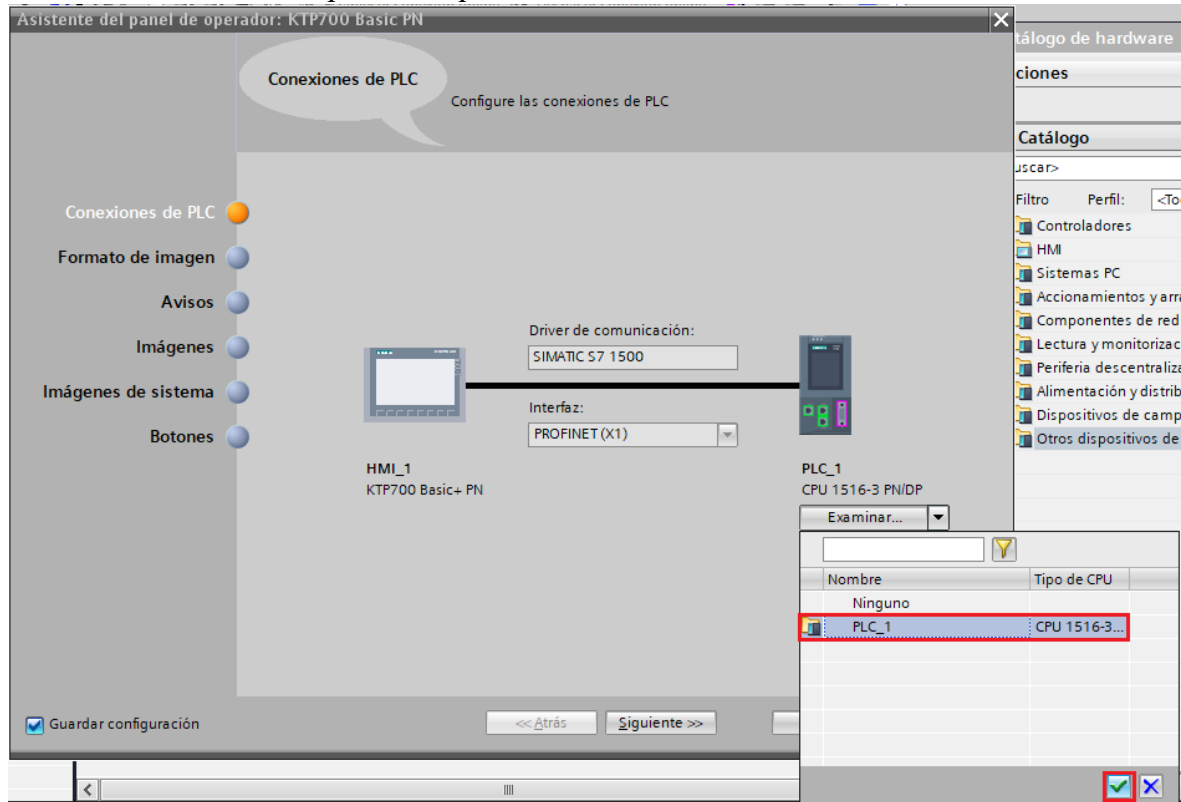 Asistente del panel de operador: KTP700 Basic PN
Conexiones de PLC
Configure las conexiones de PLC
Conexiones de PLC
Formato de imagen
Avisos
Imágenes
Imágenes de sistema
Botones
Driver de comunicación:
SIMATIC S7 1500
Interfaz:
PROFINET (X1)
HMI_1
KTP700 Basic+ PN
PLC_1
CPU 1516-3 PN/DP
Examinar...
Nombre Tipo de CPU
Ninguno
PLC_1 CPU 1516-3...
Guardar configuración
<< Atrás
Siguiente >>
tálogo de hardware
ciones
Catálogo
uscar>
Filtro Perfil: <To
Controladores
HMI
Sistemas PC
Accionamientos y arra
Componentes de red
Lectura y monitorizac
Periferia descentraliza
Alimentación y distrib
Dispositivos de camp
Otros dispositivos de